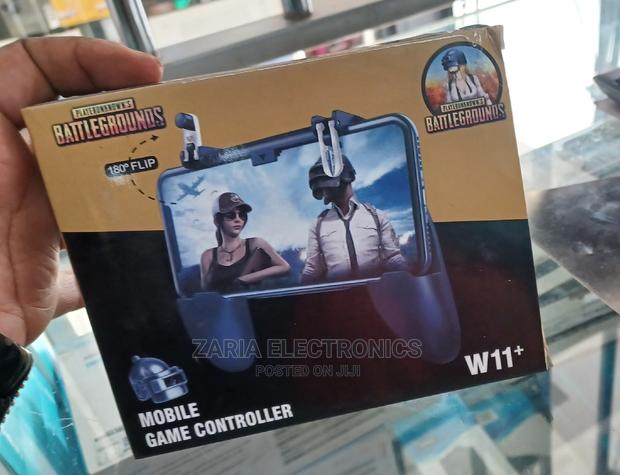 PLAYERUNKNOWN'S
BATTLEGROUNDS
180° FLIP
PLAYERUNKNOWN'S
BATTLEGROUNDS
ZARIA ELECTRONICS
POSTED ON JIJI
W11+
MOBILE
GAME CONTROLLER